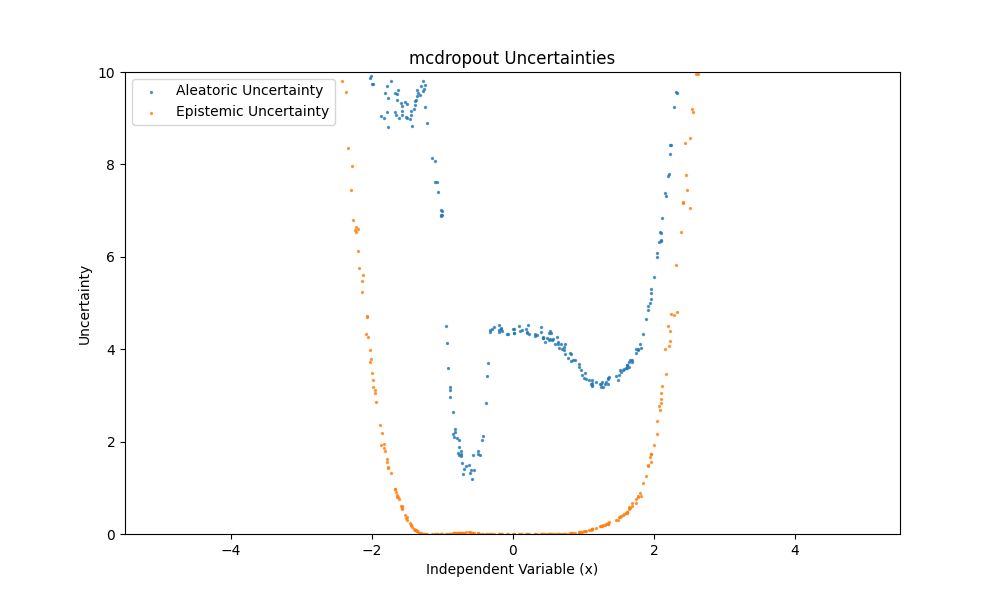 mcdropout Uncertainties
Aleatoric Uncertainty
Epistemic Uncertainty
10
8
6
4
2
0
Uncertainty
−4
−2
0
2
4
Independent Variable (x)